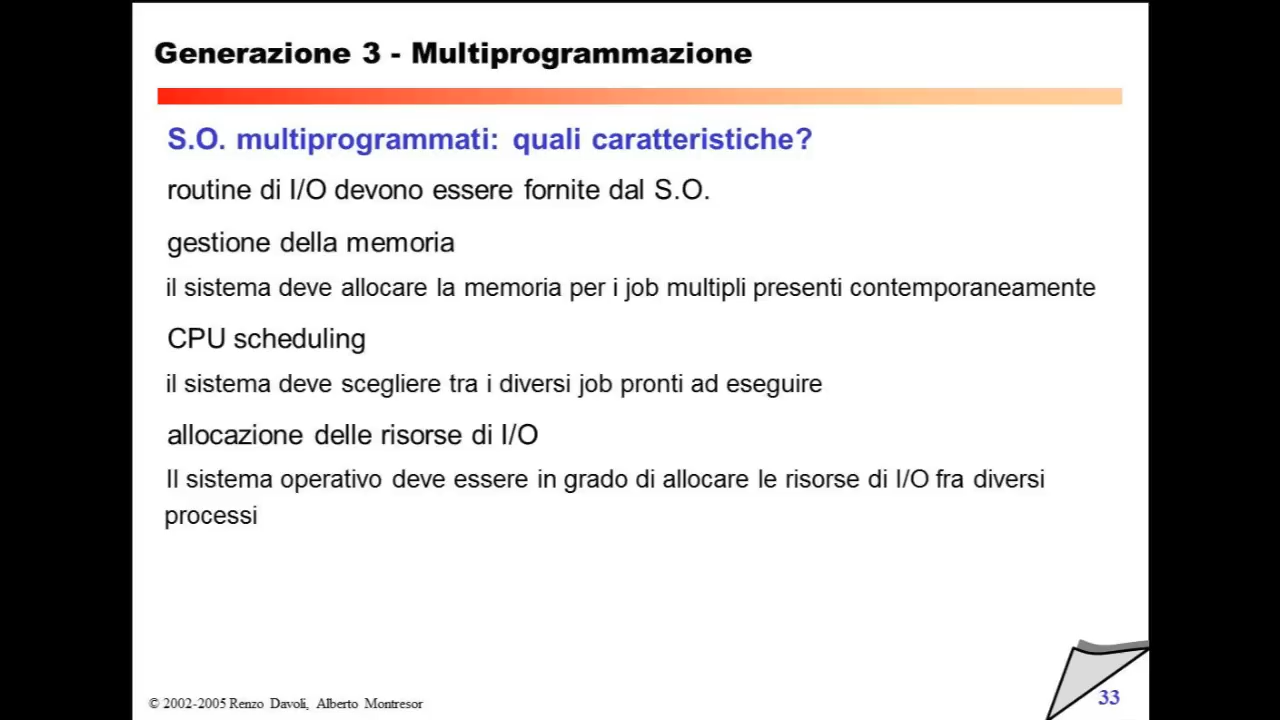 Generazione 3 - Multiprogrammazione
S.O. multiprogrammati: quali caratteristiche?
routine di I/O devono essere fornite dal S.O.
gestione della memoria
il sistema deve allocare la memoria per i job multipli presenti contemporaneamente
CPU scheduling
il sistema deve scegliere tra i diversi job pronti ad eseguire
allocazione delle risorse di I/O
Il sistema operativo deve essere in grado di allocare le risorse di I/O fra diversi
processi
© 2002-2005 Renzo Davoli, Alberto Montresor
33